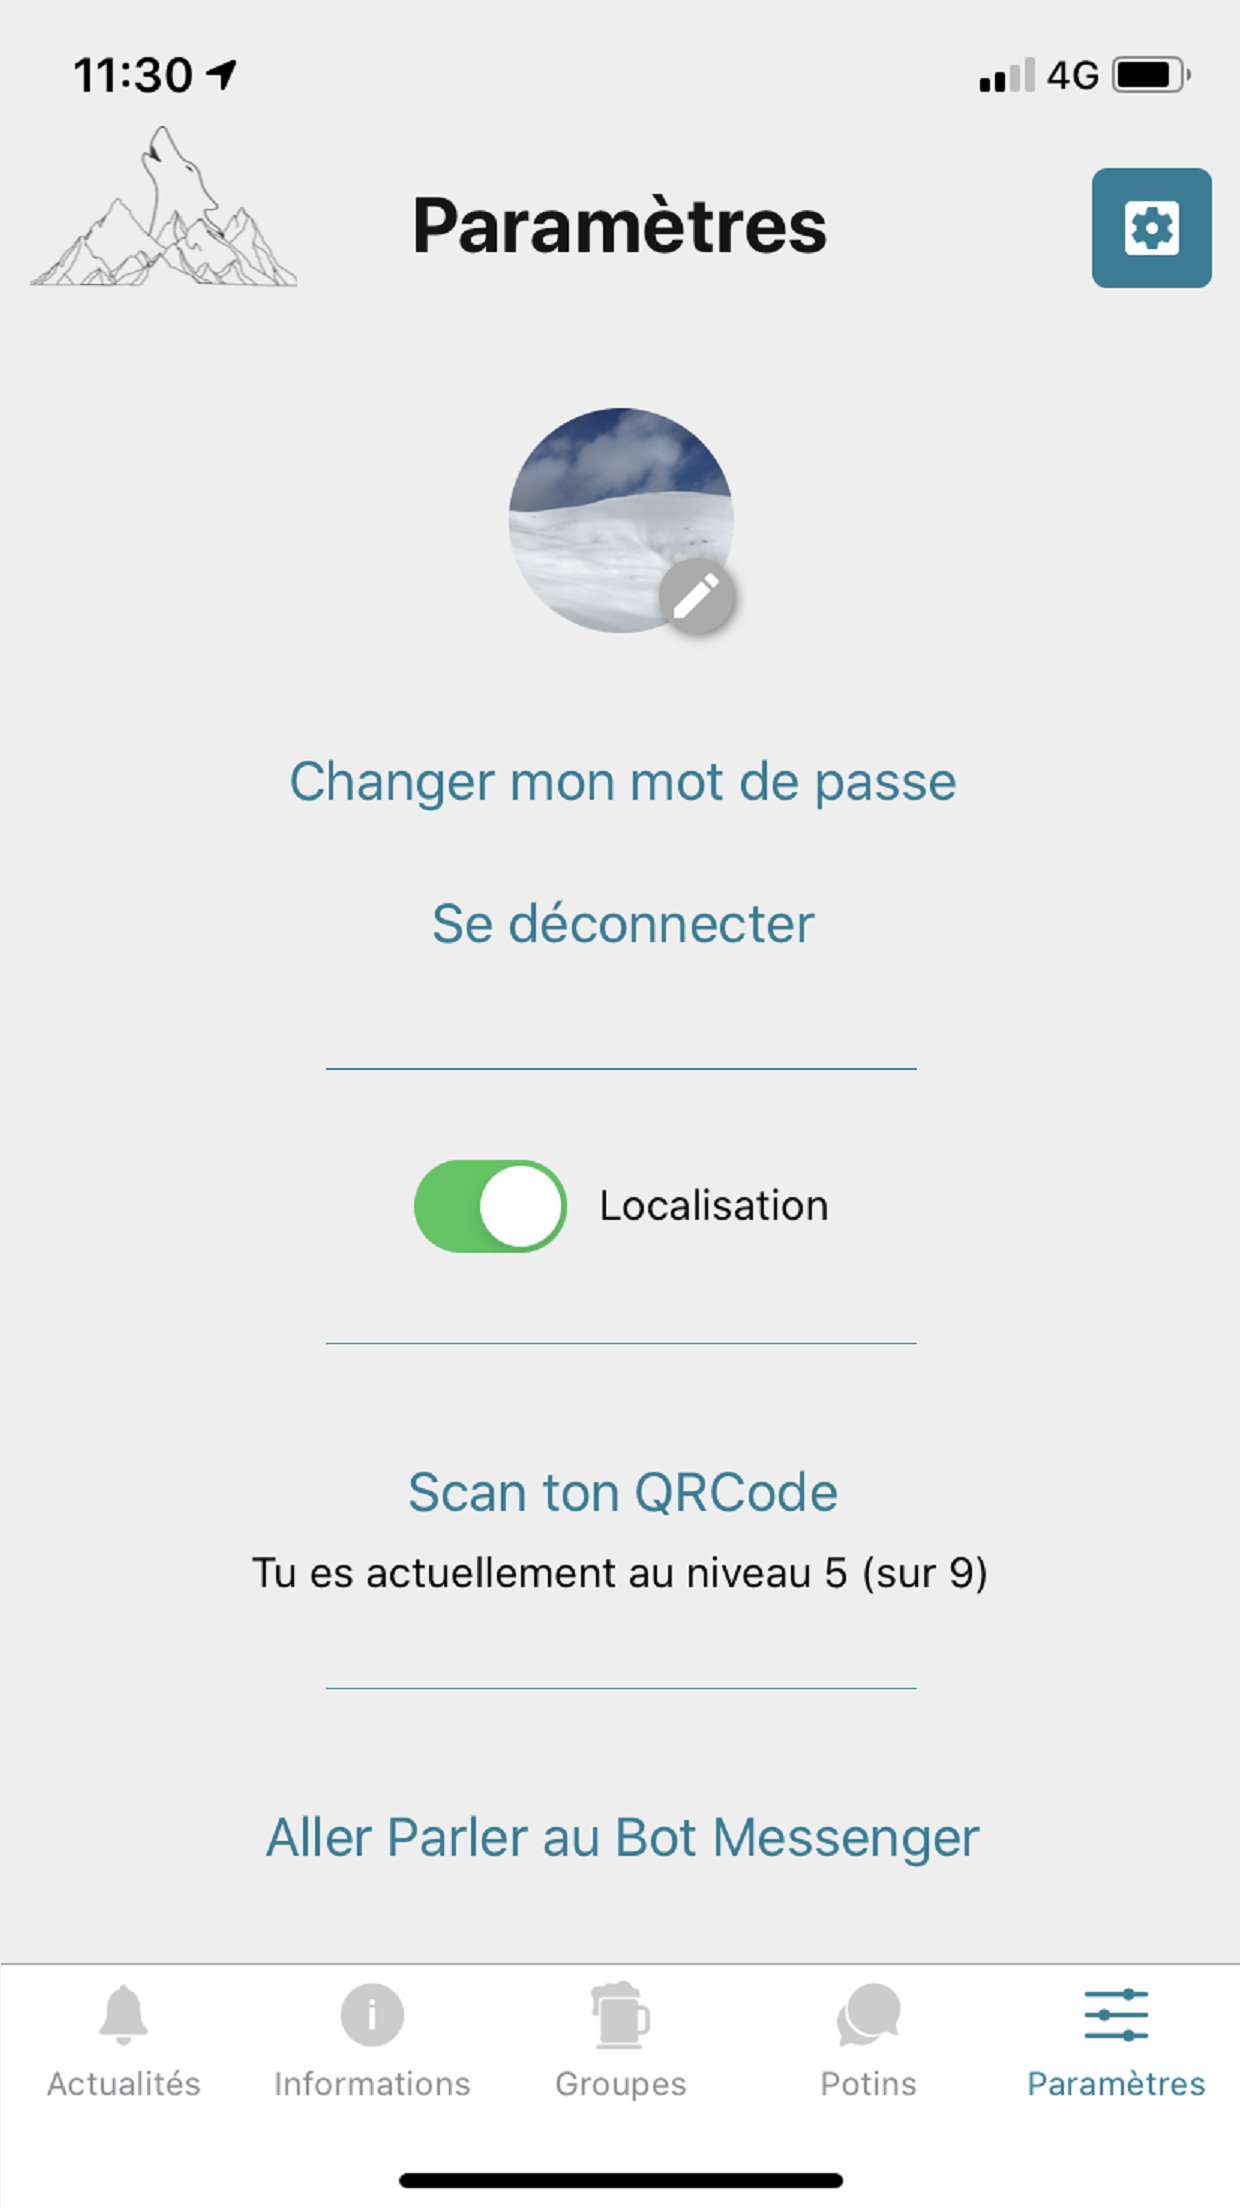 11:30
4G
Paramètres
Changer mon mot de passe
Se déconnecter
Localisation
Scan ton QRCode
Tu es actuellement au niveau 5 (sur 9)
Aller Parler au Bot Messenger
Actualités
Informations
Groupes
Potins
Paramètres